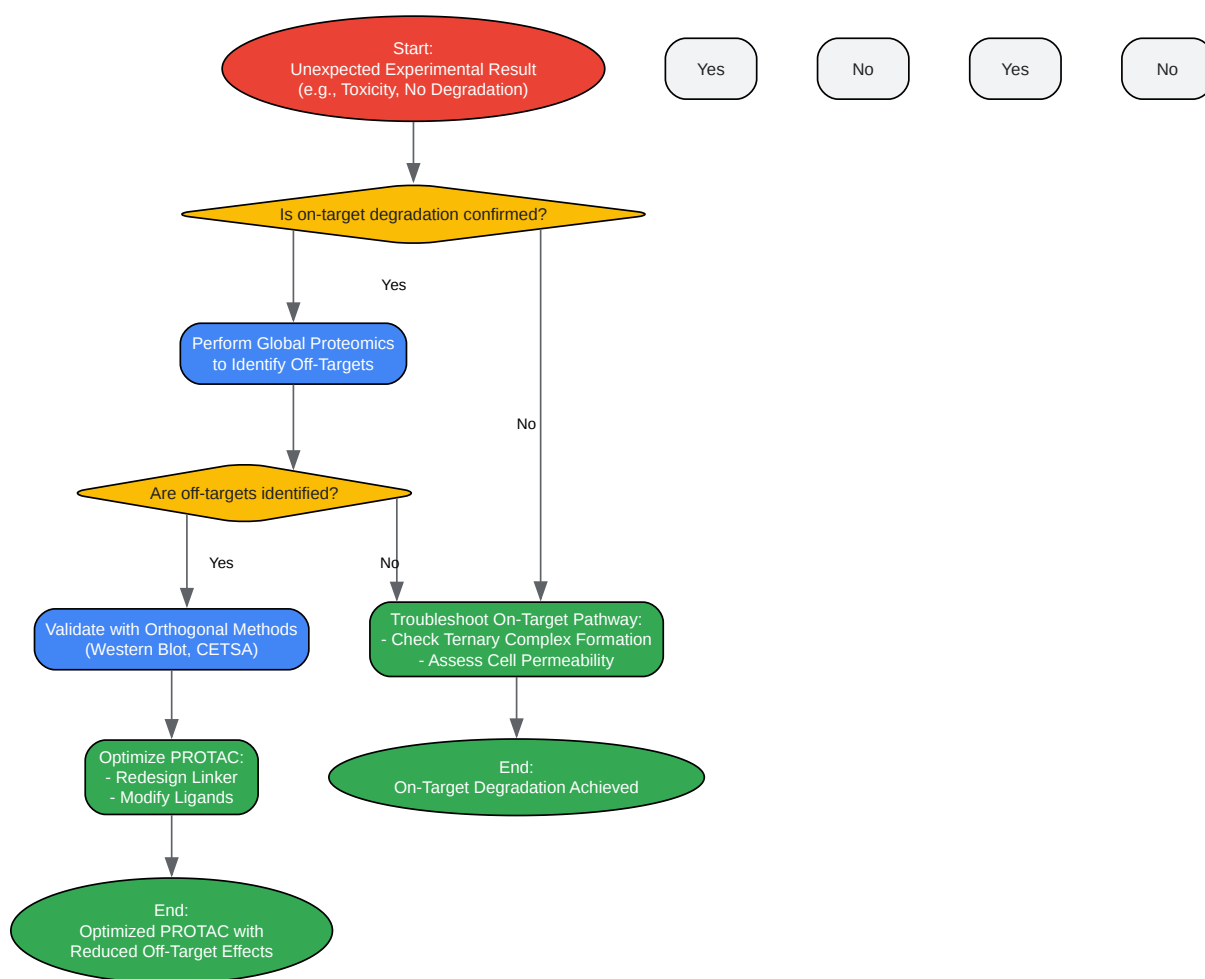 Start:
Unexpected Experimental Result
(e.g., Toxicity, No Degradation)
Yes
No
Yes
No
Is on-target degradation confirmed?
Yes
Perform Global Proteomics
to Identify Off-Targets
No
Are off-targets identified?
Yes
No
Validate with Orthogonal Methods
(Western Blot, CETSA)
Troubleshoot On-Target Pathway:
- Check Ternary Complex Formation
- Assess Cell Permeability
Optimize PROTAC:
- Redesign Linker
- Modify Ligands
End:
On-Target Degradation Achieved
End:
Optimized PROTAC with
Reduced Off-Target Effects